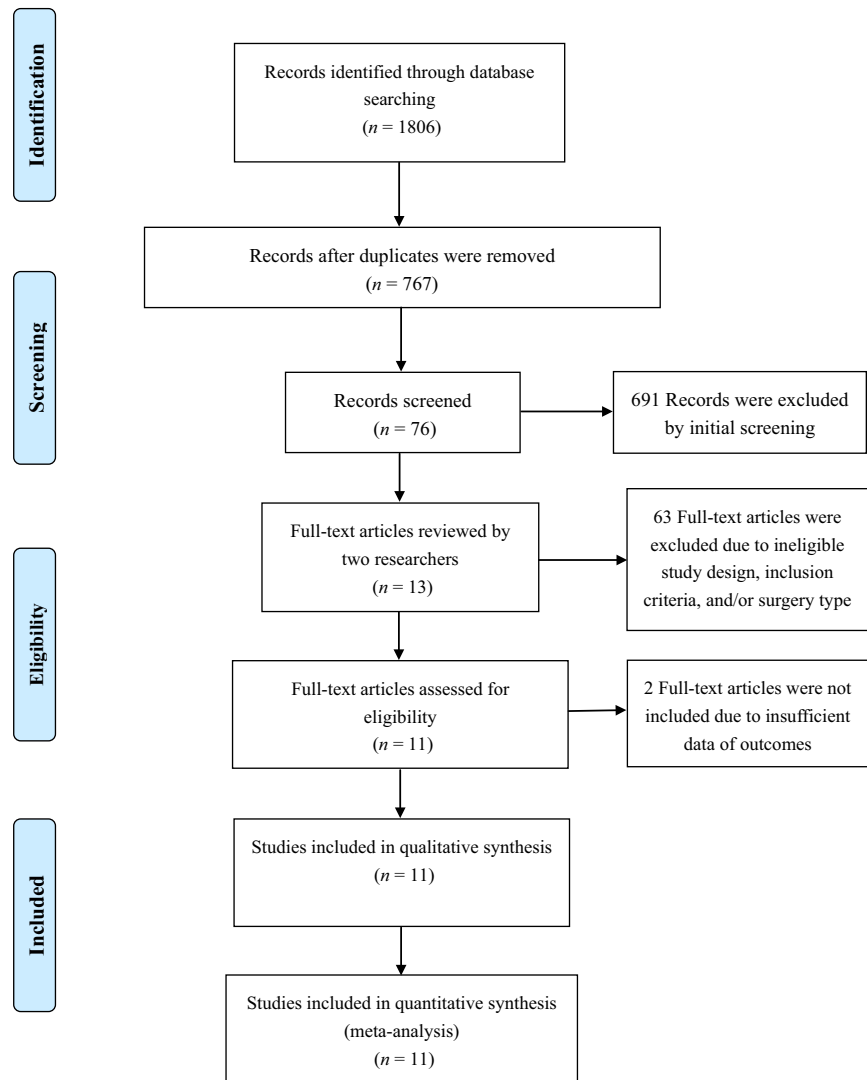 Identification
Records identified through database
searching
(n = 1806)
Records after duplicates were removed
(n = 767)
Screening
Records screened
(n = 76)
691 Records were excluded
by initial screening
Full-text articles reviewed by
two researchers
(n = 13)
63 Full-text articles were
excluded due to ineligible
study design, inclusion
criteria, and/or surgery type
Eligibility
Full-text articles assessed for
eligibility
(n = 11)
2 Full-text articles were not
included due to insufficient
data of outcomes
Included
Studies included in qualitative synthesis
(n = 11)
Studies included in quantitative synthesis
(meta-analysis)
(n = 11)